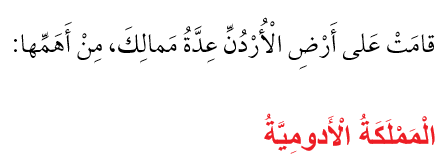 قامَتْ عَلى أَرْضِ الْأُرْدُنِّ عِدَّةُ مَمالِكَ، مِنْ أَهَمِّها:
الْمَمْلَكَةُ الْأَدومِيَّةُ